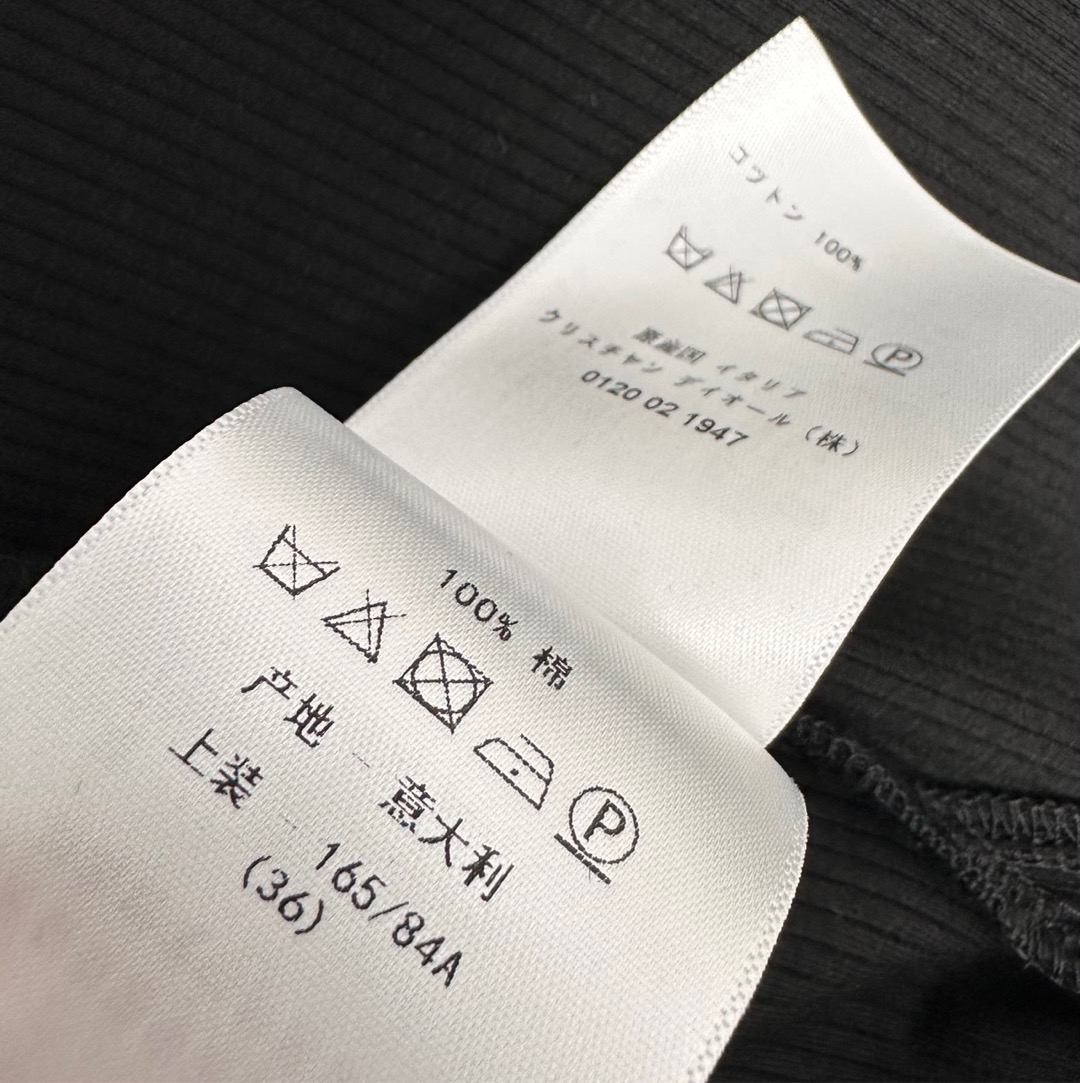 コットン 100%
原産国 イタリア
クリスチャン ディオール (株)
0120 02 1947
100% 棉
P
产地 - 意大利
上装 - 165/84A
(36)